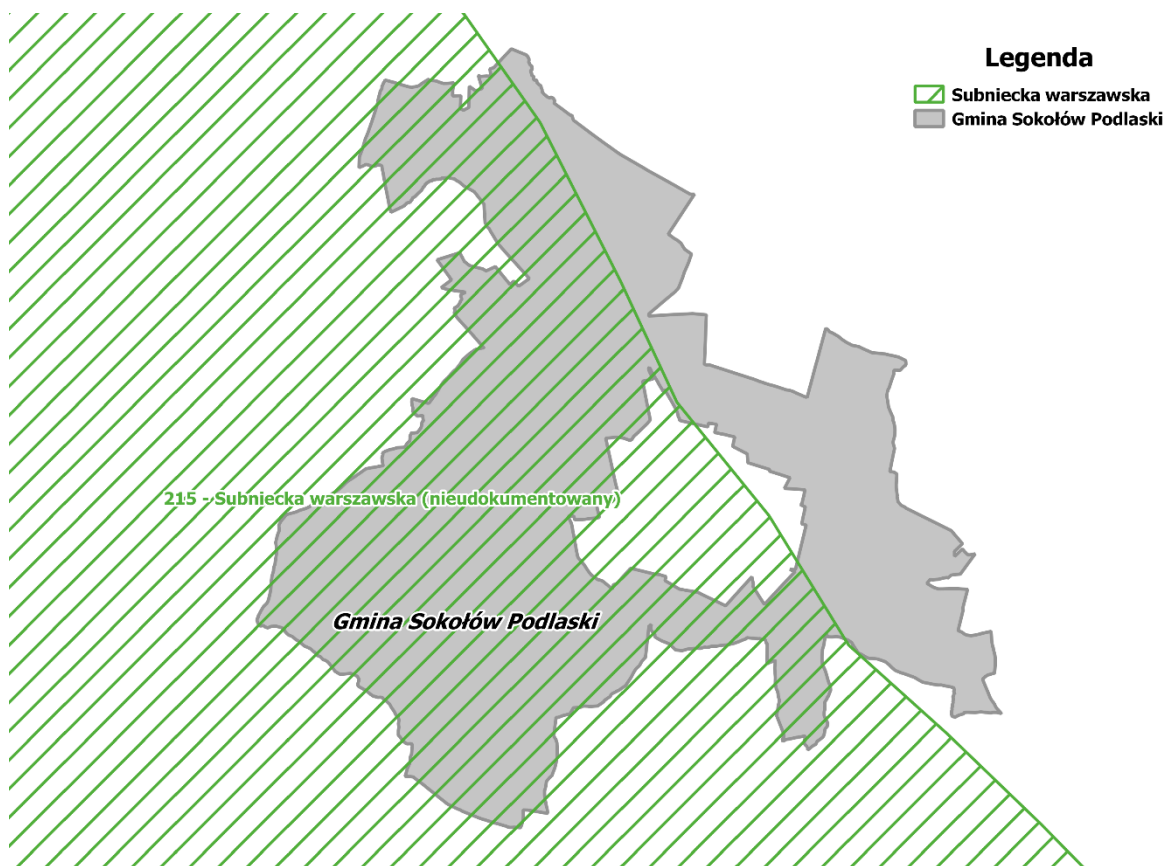 Legenda
Subniecka warszawska
Gmina Sokołów Podlaski
215 - Subniecka warszawska (nieudokumentowany)
Gmina Sokołów Podlaski